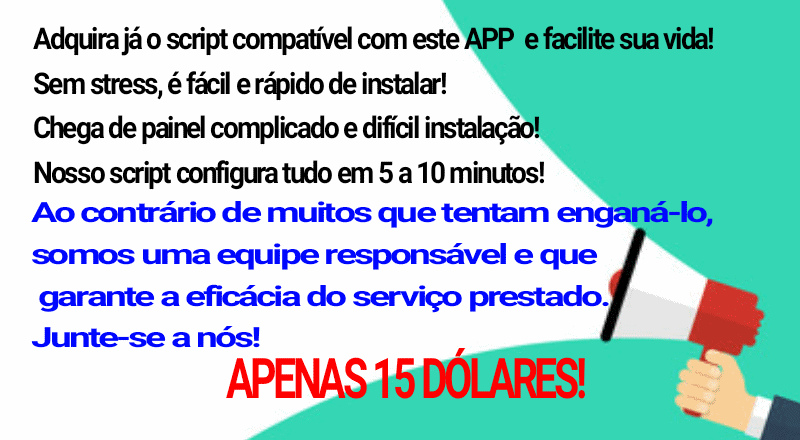 Adquira já o script compatível com este APP e facilite sua vida!
Sem stress, é fácil e rápido de instalar!
Chega de painel complicado e difícil instalação!
Nosso script configura tudo em 5 a 10 minutos!
Ao contrário de muitos que tentam enganá-lo,
somos uma equipe responsável e que
garante a eficácia do serviço prestado.
Junte-se a nós!
APENAS 15 DÓLARES!